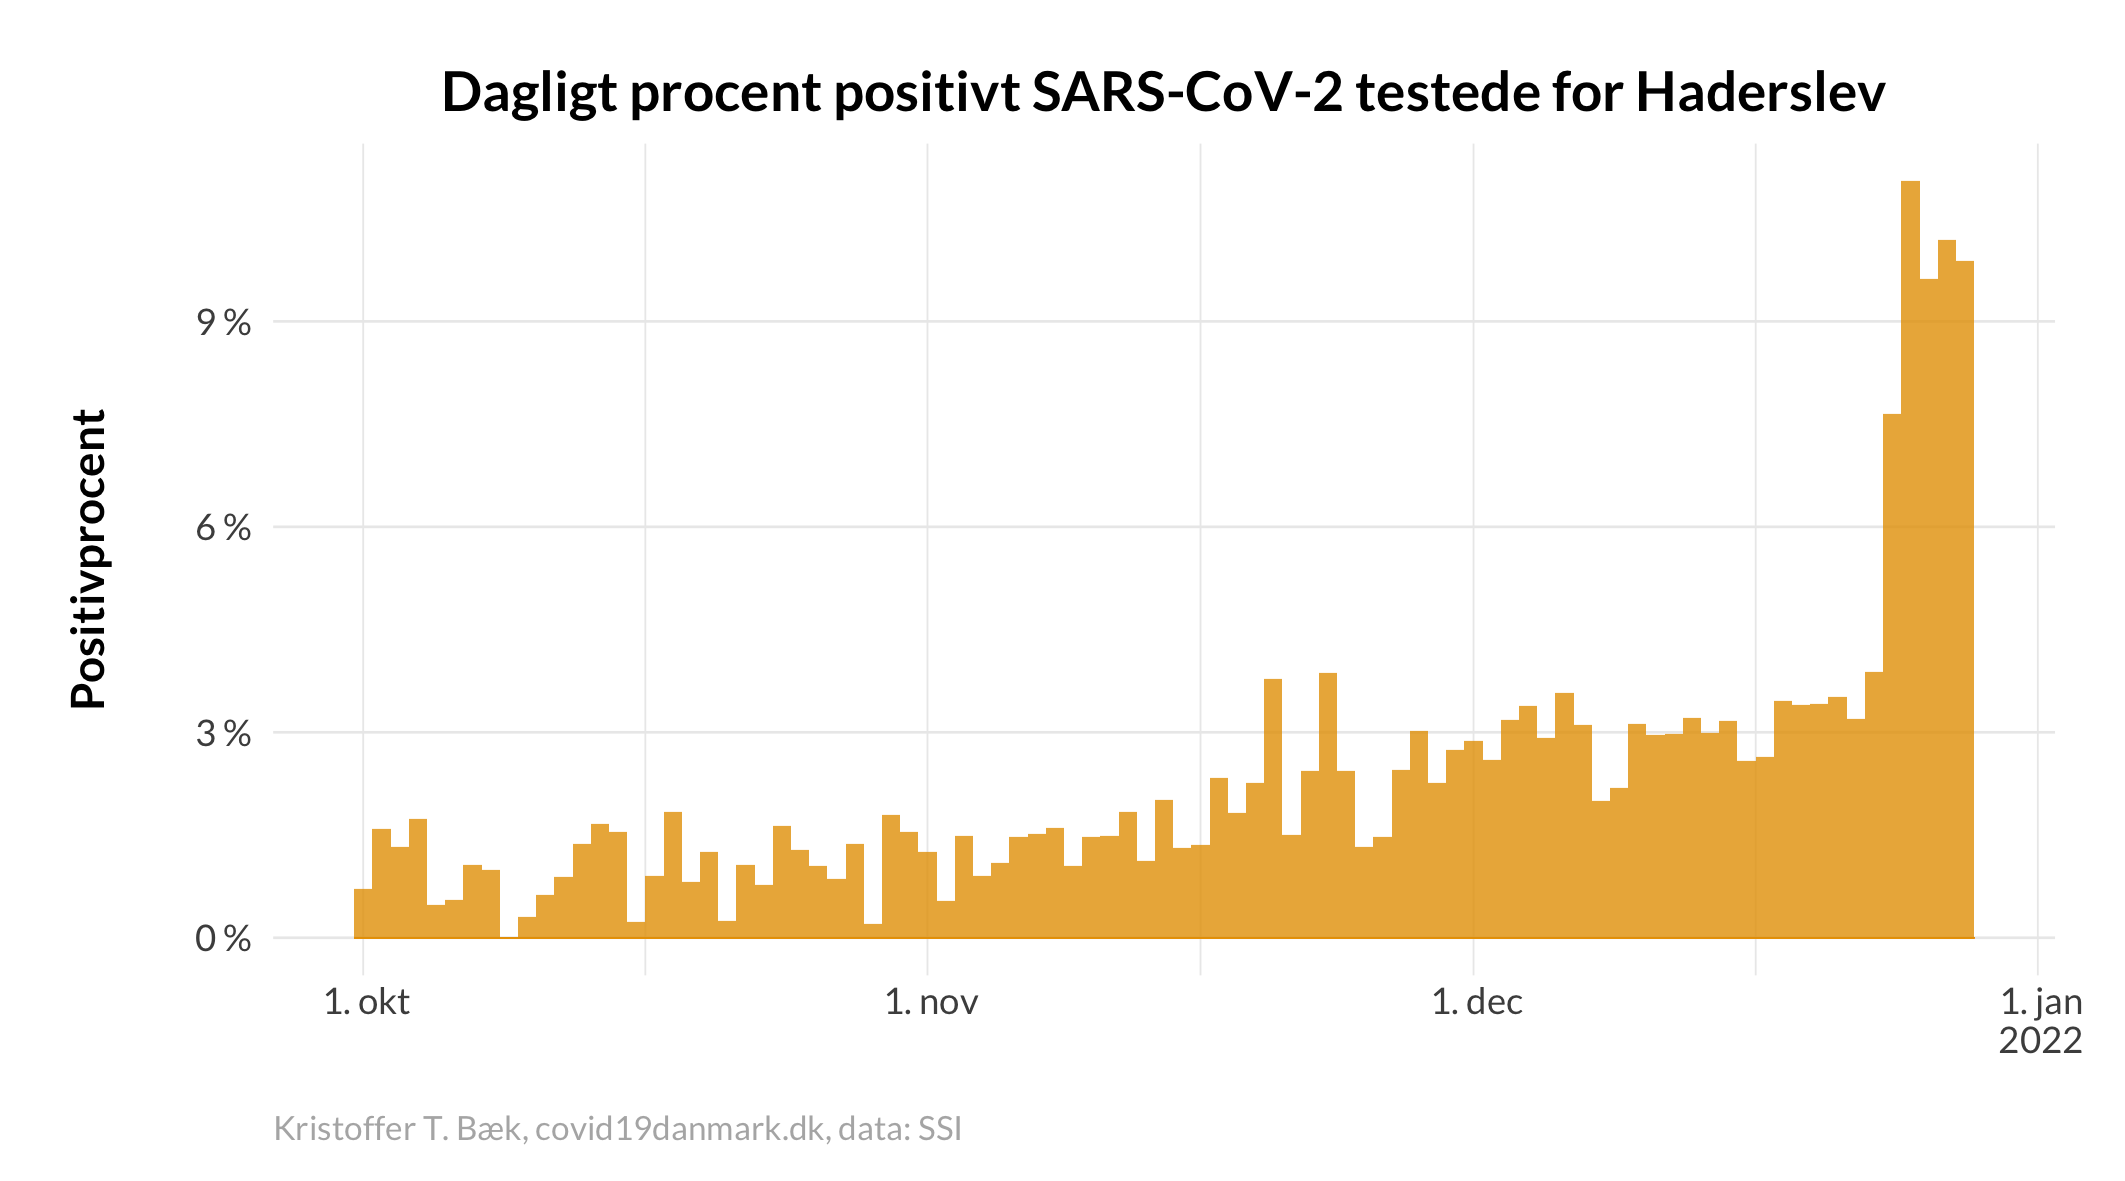 Dagligt procent positivt SARS-CoV-2 testede for Haderslev
Positivprocent
9 %
6 %
3 %
0 %
1. okt
1. nov
1. dec
1. jan
2022
Kristoffer T. Bæk, covid19danmark.dk, data: SSI